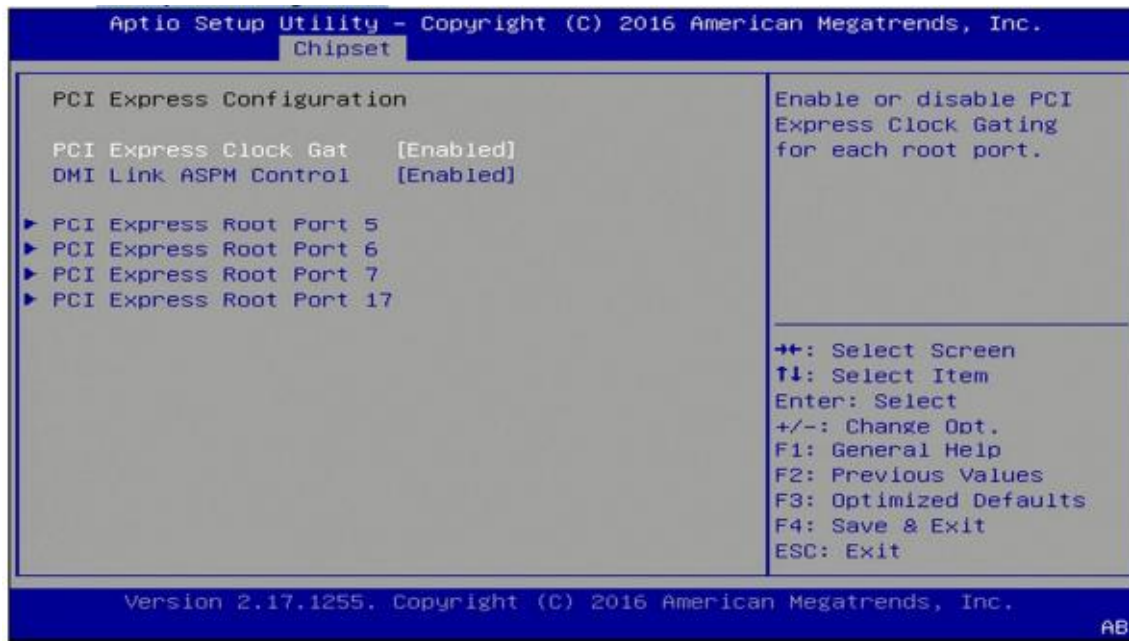 Aptio Setup Utility – Copyright (C) 2016 American Megatrends, Inc.
Chipset
PCI Express Configuration
PCI Express Clock Gat [Enabled]
DMI Link ASPM Control [Enabled]
► PCI Express Root Port 5
► PCI Express Root Port 6
► PCI Express Root Port 7
► PCI Express Root Port 17
Enable or disable PCI
Express Clock Gating
for each root port.
→←: Select Screen
↑↓: Select Item
Enter: Select
+/-: Change Opt.
F1: General Help
F2: Previous Values
F3: Optimized Defaults
F4: Save & Exit
ESC: Exit
Version 2.17.1255. Copyright (C) 2016 American Megatrends, Inc.
AB